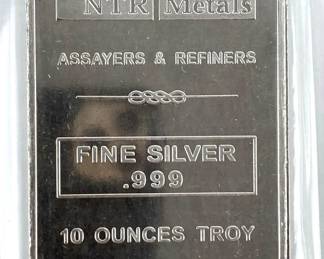 NTR Metals
ASSAYERS & REFINERS
FINE SILVER
.999
10 OUNCES TROY